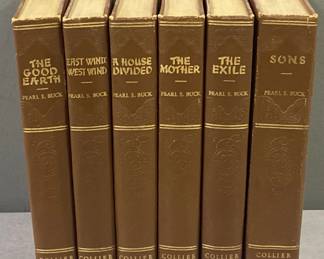 THE
GOOD
EARTH
PEARL S. BUCK
COLLIER
EAST WIND:
WEST WIND
PEARL S. BUCK
COLLIER
A HOUSE
DIVIDED
PEARL S. BUCK
COLLIER
THE
MOTHER
PEARL S. BUCK
COLLIER
THE
EXILE
PEARL S. BUCK
COLLIER
SONS
PEARL S. BUCK
COLLIER